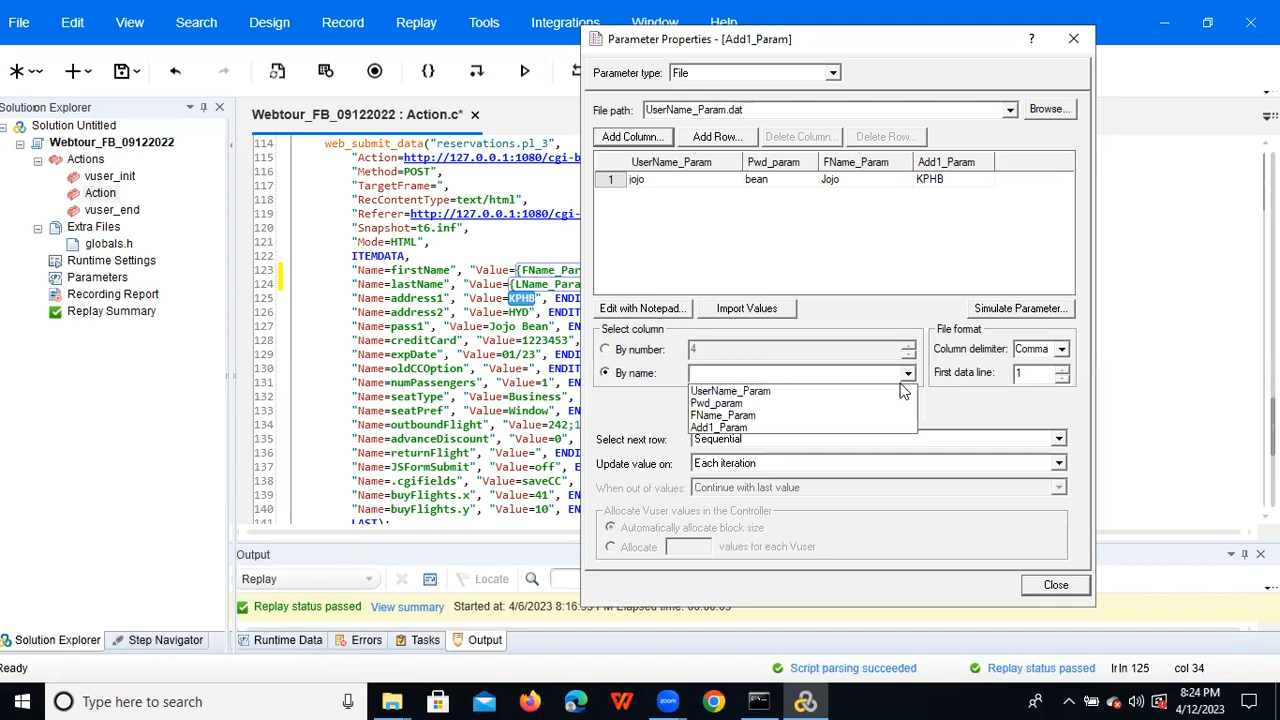 File Edit View Search Design Record Replay Tools Integrations Window Help
Parameter Properties - [Add1_Param]
Parameter type: File
File path: UserName_Param.dat Browse...
Add Column... Add Row... Delete Column... Delete Row...
UserName_Param Pwd_param FName_Param Add1_Param
1 jojo bean Jojo KPHB
Edit with Notepad... Import Values Simulate Parameter...
Select column
By number: 4
By name:
UserName_Param
Pwd_param
FName_Param
Add1_Param
File format
Column delimiter: Comma
First data line: 1
Select next row: Sequential
Update value on: Each iteration
When out of values: Continue with last value
Allocate Vuser values in the Controller
Automatically allocate block size
Allocate values for each Vuser
Close
Solution Explorer
Solution Untitled
Webtour_FB_09122022
Actions
vuser_init
Action
vuser_end
Extra Files
globals.h
Runtime Settings
Parameters
Recording Report
Replay Summary
Webtour_FB_09122022 : Action.c*
114 web_submit_data("reservations.pl_3",
115 "Action=http://127.0.0.1:1080/cgi-b
116 "Method=POST",
117 "TargetFrame=",
118 "RecContentType=text/html",
119 "Referer=http://127.0.0.1:1080/cgi-
120 "Snapshot=t6.inf",
121 "Mode=HTML",
122 ITEMDATA,
123 "Name=firstName", "Value={FName_Par
124 "Name=lastName", "Value={LName_Para
125 "Name=address1", "Value=KPHB", ENDI
126 "Name=address2", "Value=HYD", ENDIT
127 "Name=pass1", "Value=Jojo Bean", EN
128 "Name=creditCard", "Value=1223453",
129 "Name=expDate", "Value=01/23", ENDI
130 "Name=oldCCOption", "Value=", ENDIT
131 "Name=numPassengers", "Value=1", EN
132 "Name=seatType", "Value=Business",
133 "Name=seatPref", "Value=Window", EN
134 "Name=outboundFlight", "Value=242;1
135 "Name=advanceDiscount", "Value=0",
136 "Name=returnFlight", "Value=", ENDI
137 "Name=JSFormSubmit", "Value=off", E
138 "Name=.cgifields", "Value=saveCC",
139 "Name=buyFlights.x", "Value=41", EN
140 "Name=buyFlights.y", "Value=10", EN
141 LAST);
Output
Replay Locate
Replay status passed View summary Started at: 4/6/2023 8:16:
Solution Explorer Step Navigator Runtime Data Errors Tasks Output
Ready Script parsing succeeded Replay status passed Ln 125 col 34
Type here to search
8:24 PM
4/12/2023